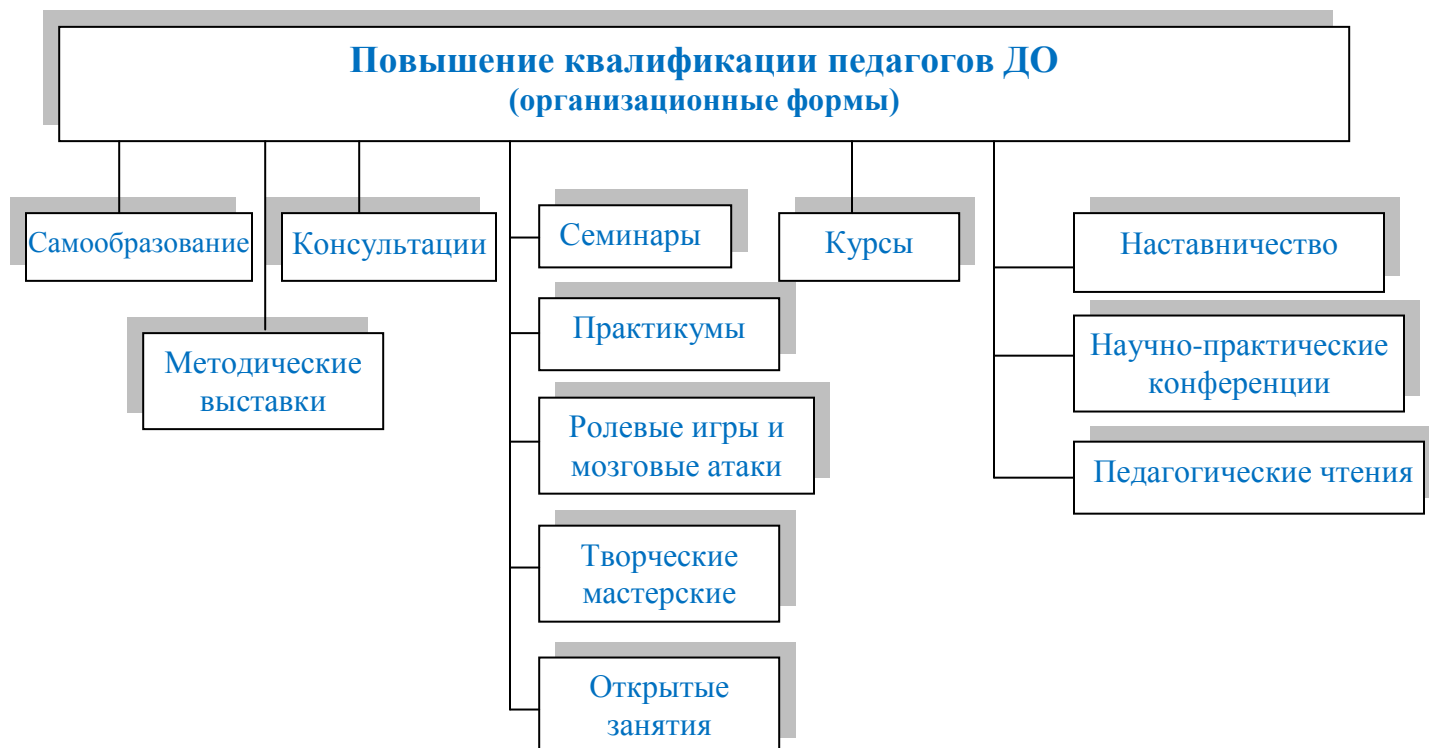 Повышение квалификации педагогов ДО
(организационные формы)
Самообразование
Консультации
Методические
выставки
Семинары
Практикумы
Ролевые игры и
мозговые атаки
Творческие
мастерские
Открытые
занятия
Курсы
Наставничество
Научно-практические
конференции
Педагогические чтения